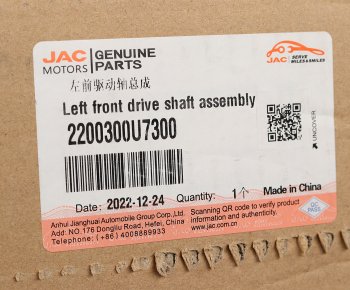 JAC MOTORS
GENUINE PARTS
JAC SERVE MILES & SMILES
左前驱动轴总成
Left front drive shaft assembly
2200300U7300
UNCOVER
Date: 2022-12-24 Quantity: 1个 Made in China
Anhui Jianghuai Automobile Group Corp.,Ltd.
Add: NO.176 Dongliu Road, Hefei, China
Telephone: (+86) 4008889933
Scanning QR code to verify product
information and authenticity.
www.jac.com.cn
QC PASS